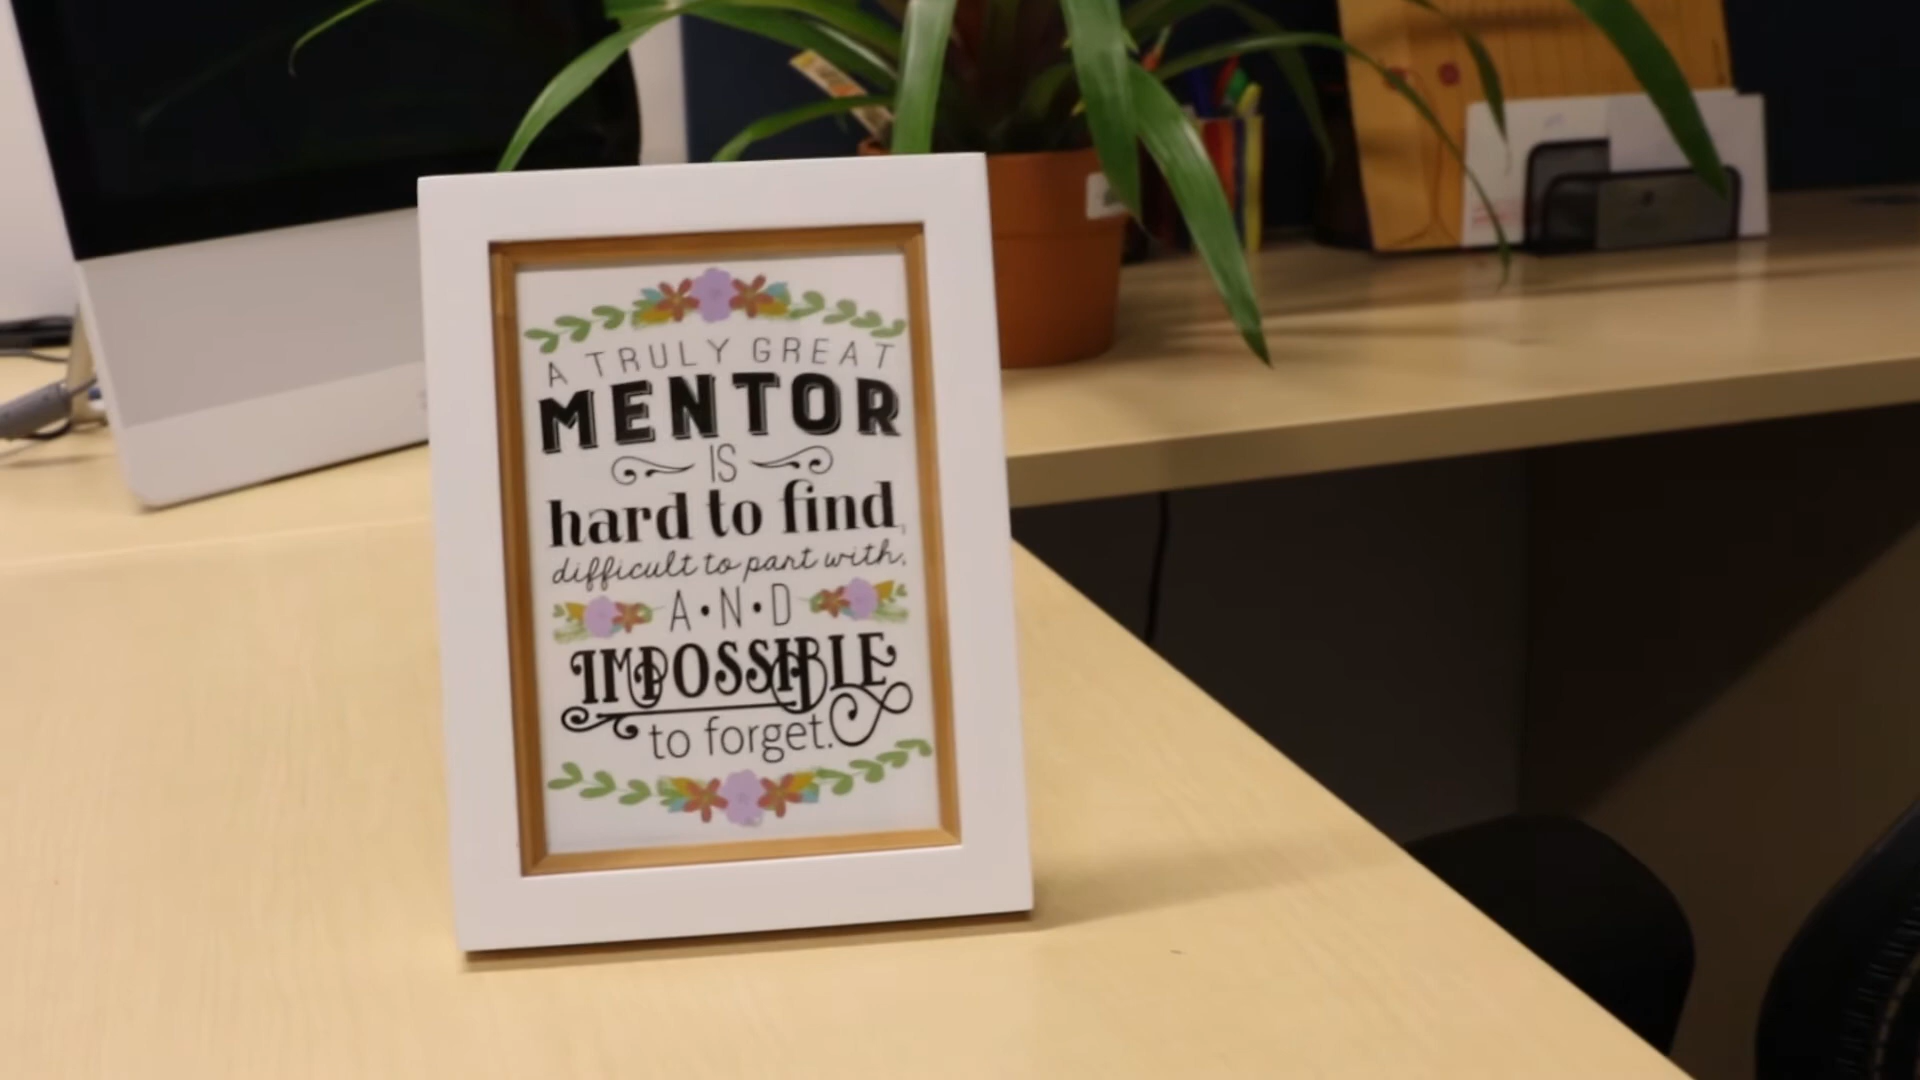 A TRULY GREAT
MENTOR
IS
hard to find,
difficult to part with,
A•N•D
IMPOSSIBLE
to forget.